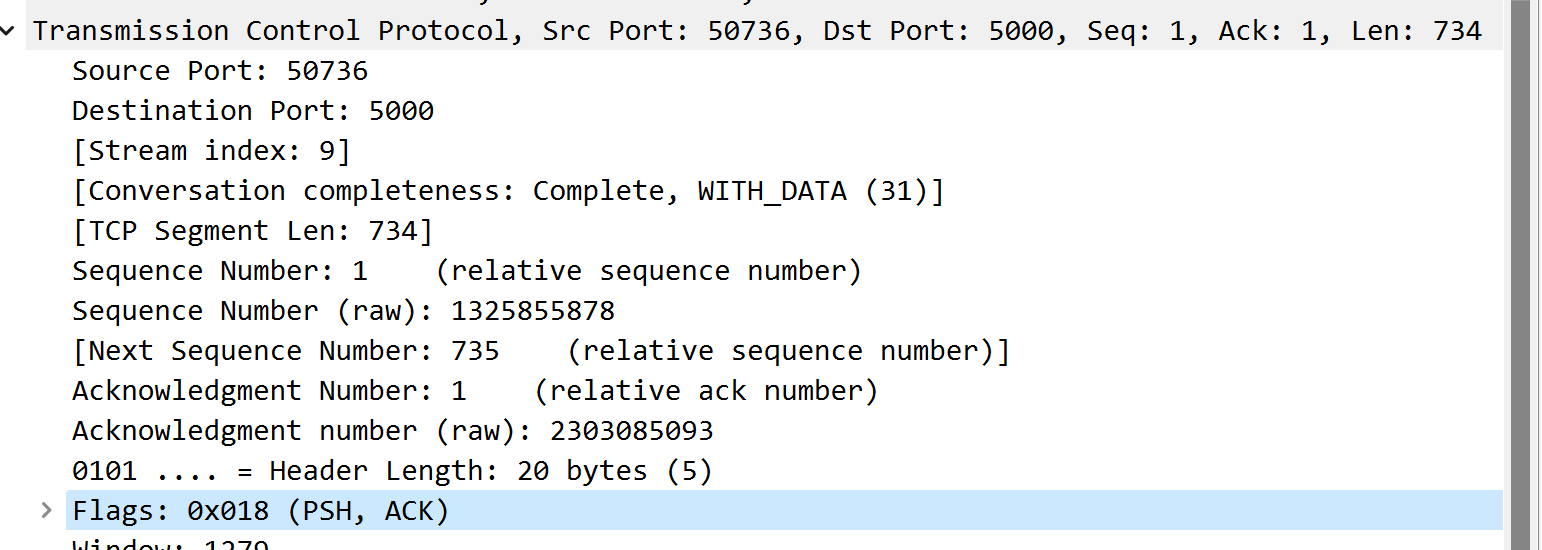 Transmission Control Protocol, Src Port: 50736, Dst Port: 5000, Seq: 1, Ack: 1, Len: 734
Source Port: 50736
Destination Port: 5000
[Stream index: 9]
[Conversation completeness: Complete, WITH_DATA (31)]
[TCP Segment Len: 734]
Sequence Number: 1    (relative sequence number)
Sequence Number (raw): 1325855878
[Next Sequence Number: 735    (relative sequence number)]
Acknowledgment Number: 1    (relative ack number)
Acknowledgment number (raw): 2303085093
0101 .... = Header Length: 20 bytes (5)
Flags: 0x018 (PSH, ACK)
Window: 1279